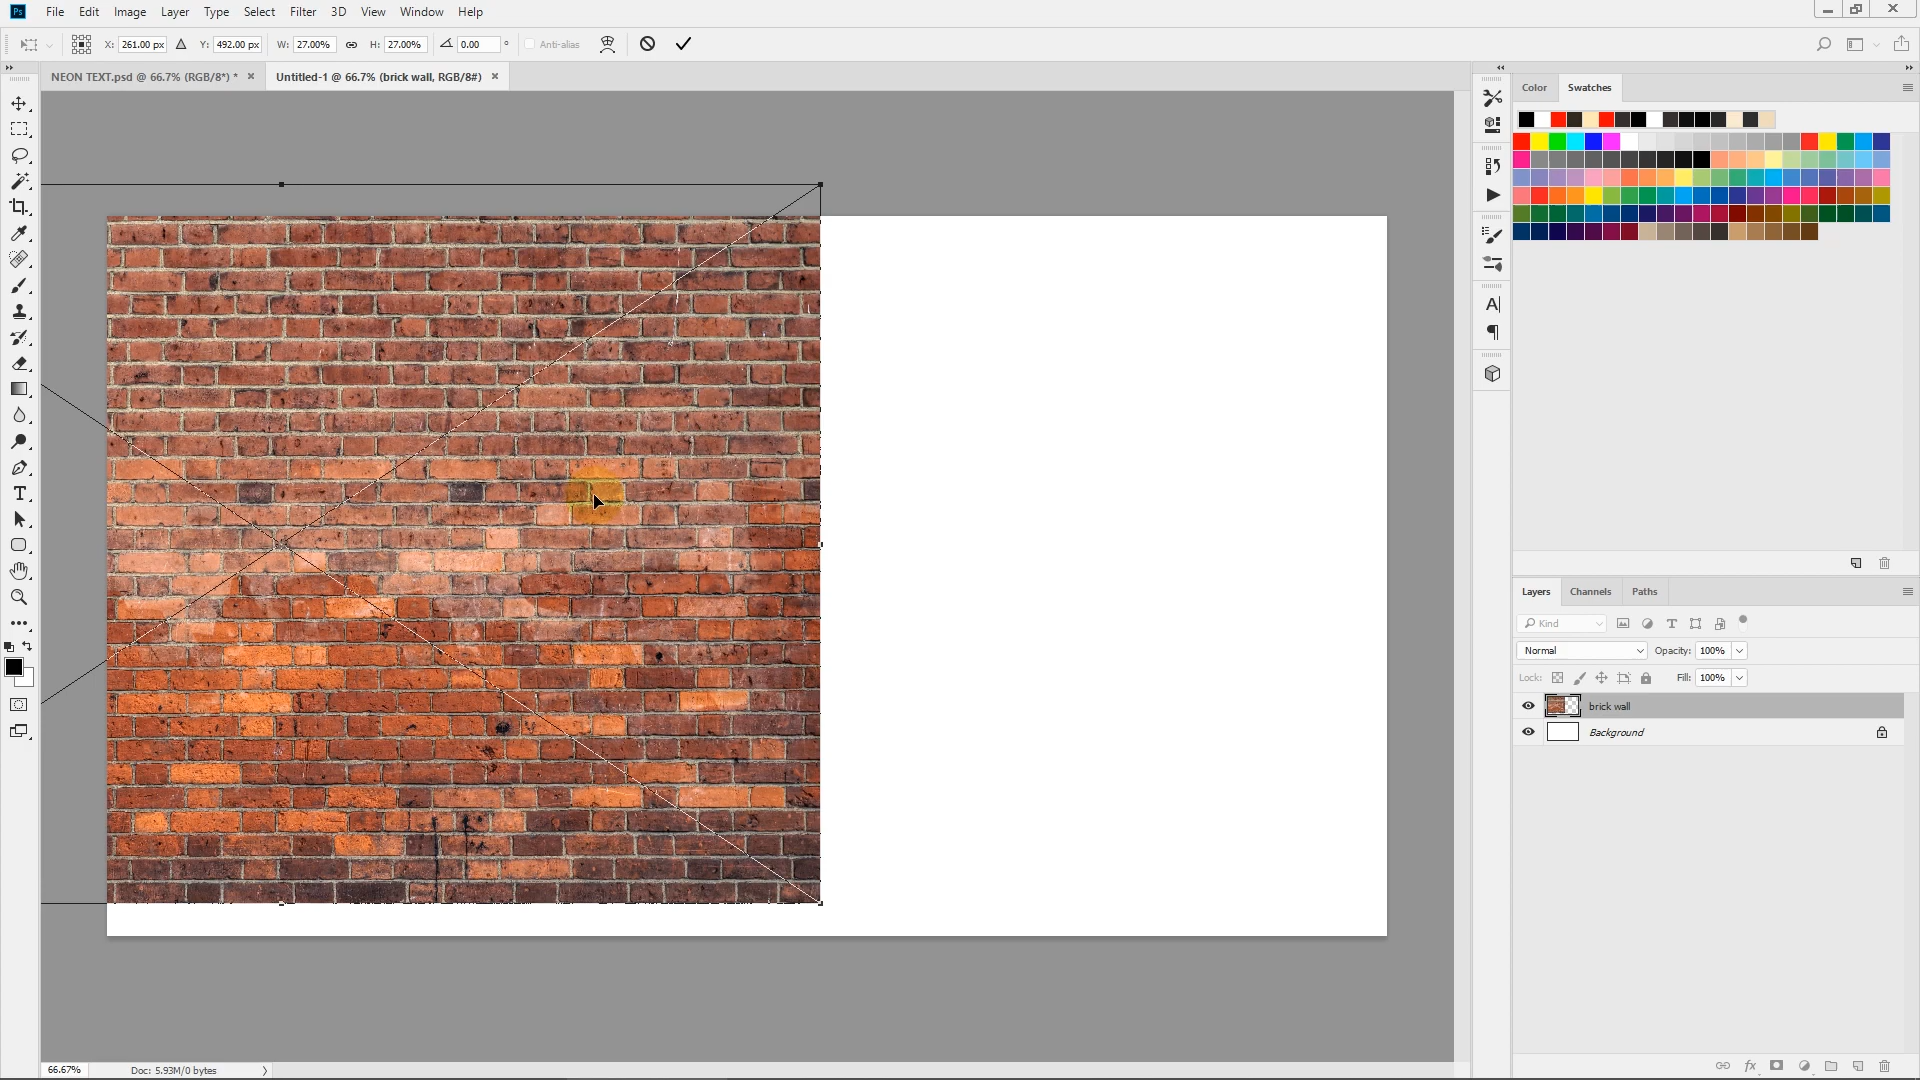 Ps File Edit Image Layer Type Select Filter 3D View Window Help
X: 261.00 px Y: 492.00 px W: 27.00% H: 27.00% 0.00 ° Anti-alias
NEON TEXT.psd @ 66.7% (RGB/8*) * × Untitled-1 @ 66.7% (brick wall, RGB/8#) ×
Color Swatches
Layers Channels Paths
Kind
Normal Opacity: 100%
Lock: Fill: 100%
brick wall
Background
66.67% Doc: 5.93M/0 bytes